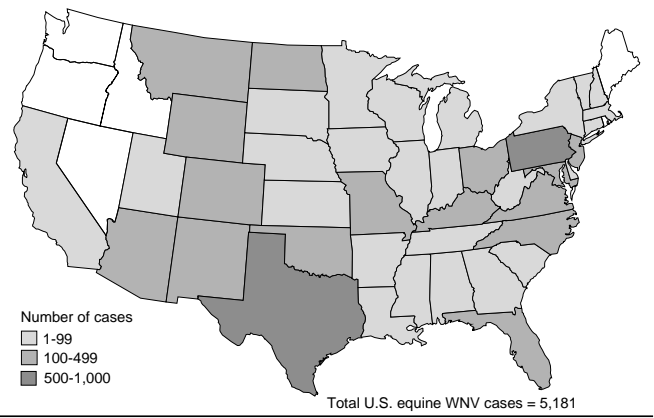 Number of cases
1-99
100-499
500-1,000
Total U.S. equine WNV cases = 5,181